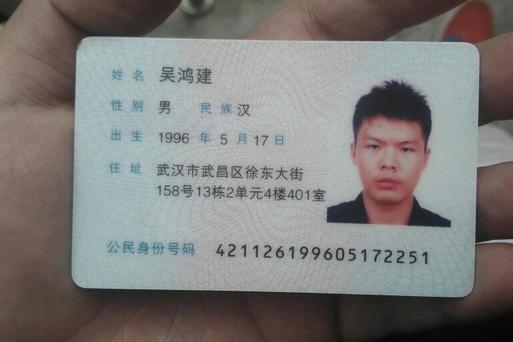 姓名 吴鸿建
性别 男 民族 汉
出生 1996 年 5 月 17 日
住址 武汉市武昌区徐东大街
158号13栋2单元4楼401室
公民身份号码 421126199605172251